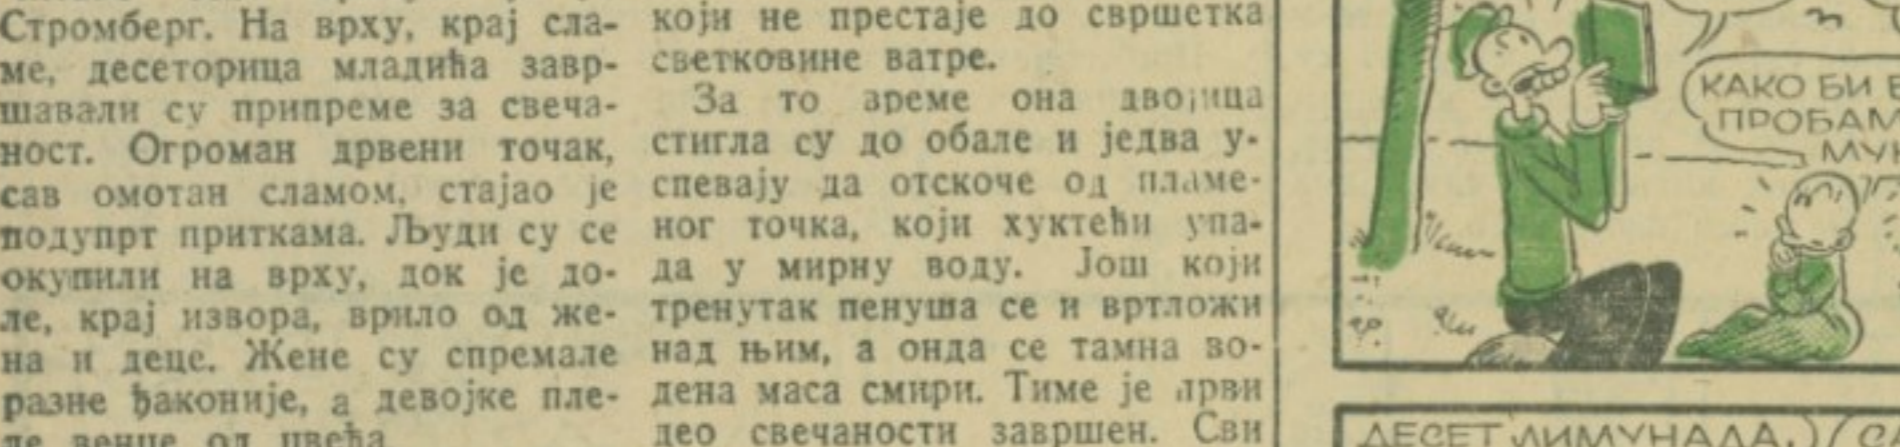 Стромберг. На врху, крај сла-
ме, десеторица младића завр-
шавали су припреме за свеча-
ност. Огроман дрвени точак,
сав омотан сламом, стајао је
подупрт приткама. Људи су се
окупили на врху, док је до-
ле, крај извора, врило од же-
на и деце. Жене су спремале
разне ђаконије, а девојке пле-
ле венце од цвећа
који не престаје до свршетка
светковине ватре.
За то време она двојица
стигла су до обале и једва у-
спевају да отскоче од пламе-
ног точка, који хуктећи упа-
да у мирну воду. Још који
тренутак пенуша се и вртложи
над њим, а онда се тамна во-
дена маса смири. Тиме је први
део свечаности завршен. Сви
КАКО БИ
ПРОБАМ
МУ
ДЕСЕТ ЛИМУНАДА,